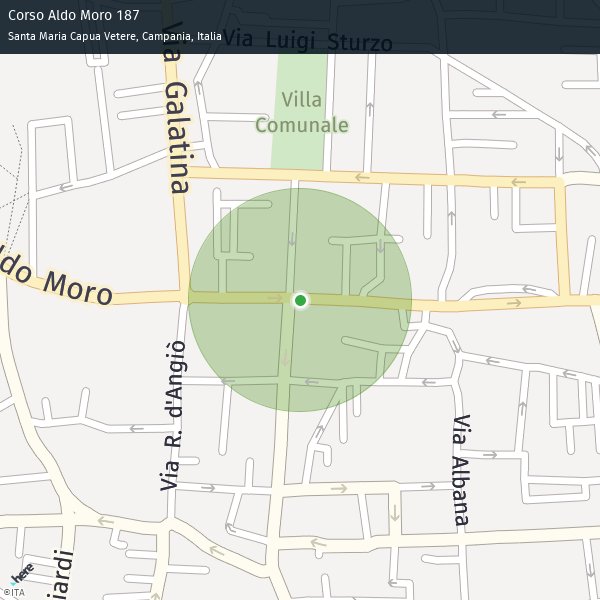 Corso Aldo Moro 187
Santa Maria Capua Vetere, Campania, Italia
Via Luigi Sturzo
Via Galatina
Villa
Comunale
ldo Moro
Via R. d'Angiò
Via Albana
iardi
here
©ITA